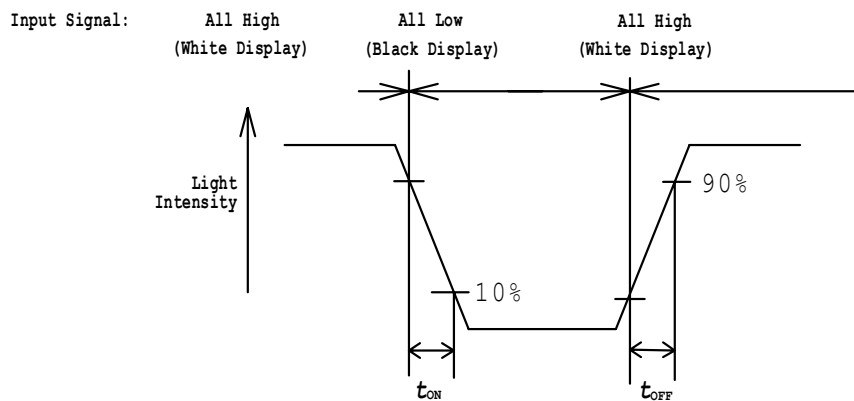 Input Signal: All High All Low All High
(White Display) (Black Display) (White Display)
Light
Intensity
90%
10%
tON tOFF